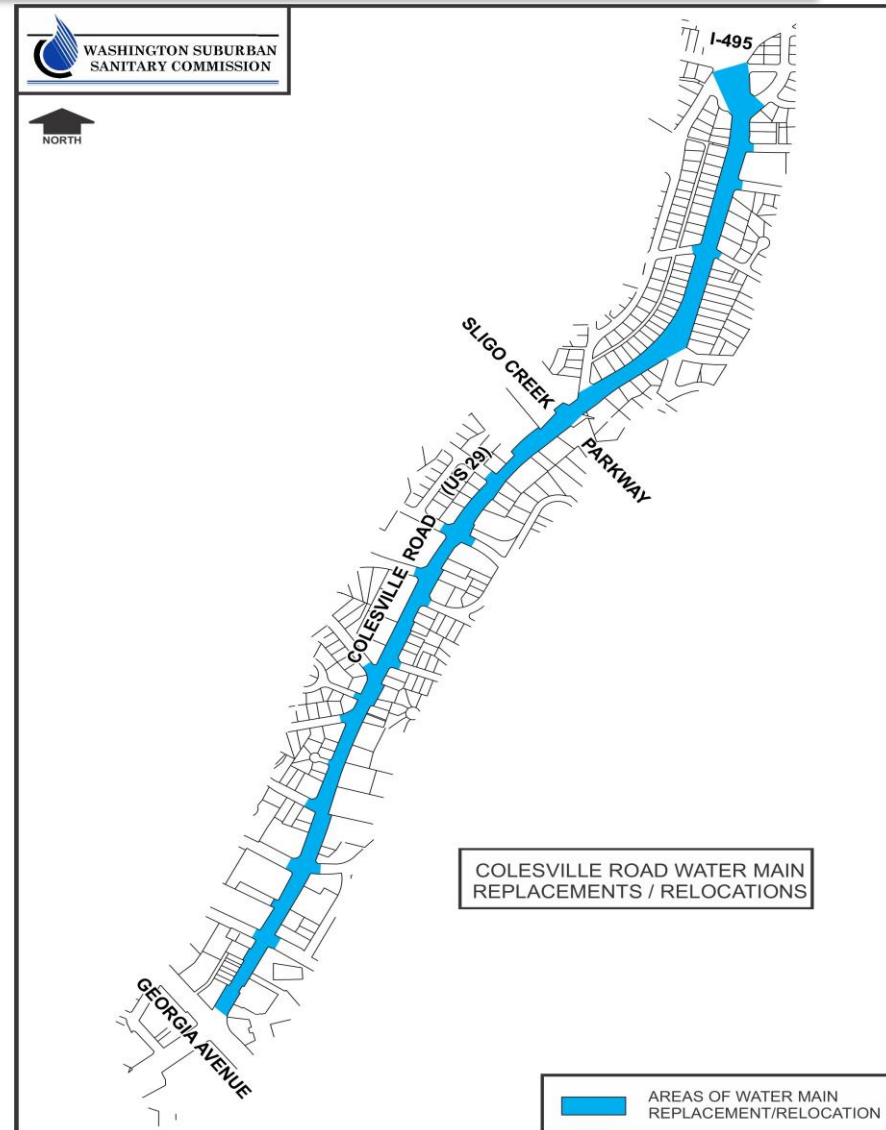 WASHINGTON SUBURBAN
SANITARY COMMISSION
NORTH
I-495
SLIGO CREEK
PARKWAY
COLESVILLE ROAD (US 29)
COLESVILLE ROAD WATER MAIN
REPLACEMENTS / RELOCATIONS
GEORGIA AVENUE
AREAS OF WATER MAIN
REPLACEMENT/RELOCATION